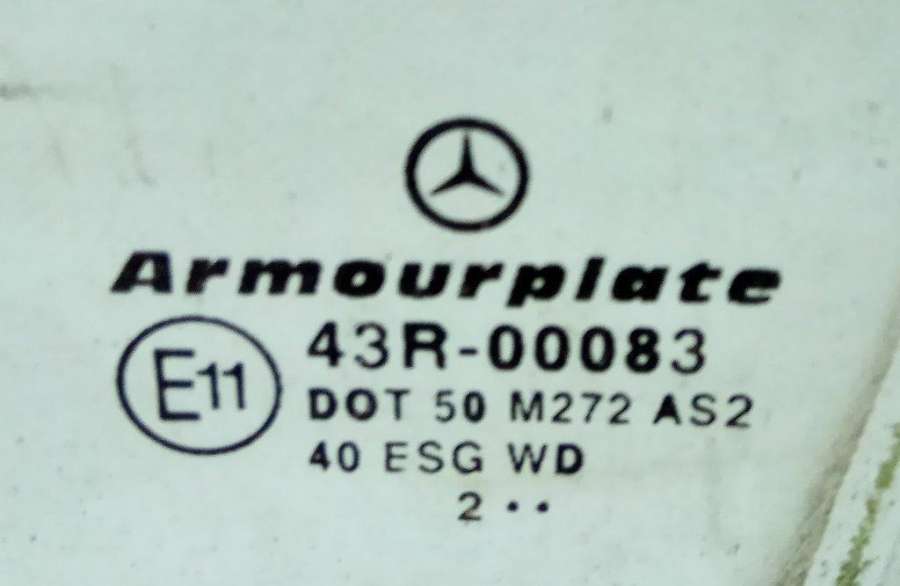 Armourplate
E11
43R-00083
DOT 50 M272 AS2
40 ESG WD
2 ••